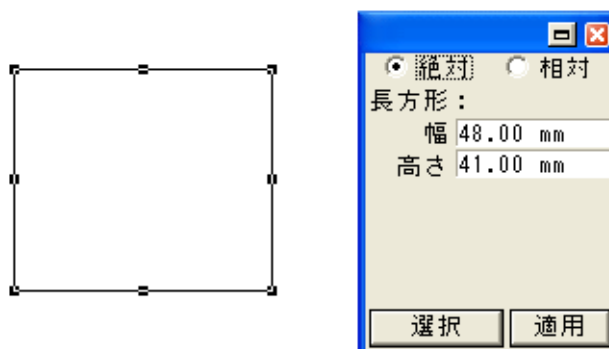 絶対 相対
長方形：
幅 48.00 mm
高さ 41.00 mm
選択 適用